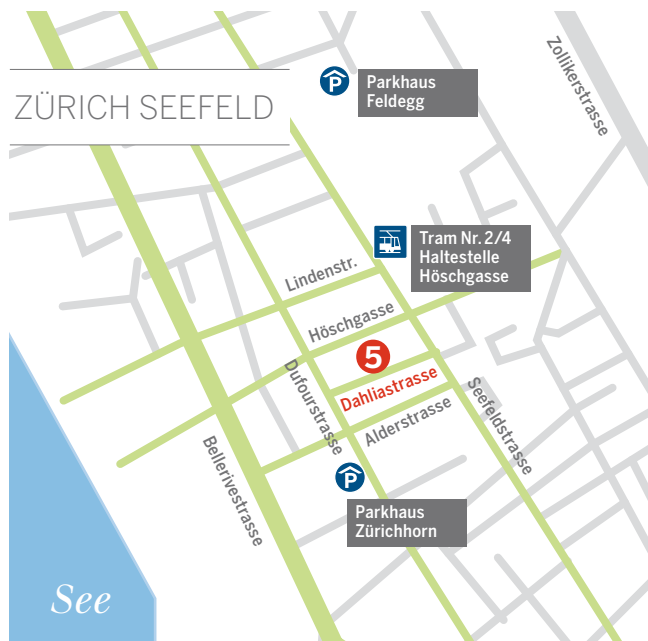 Zollikerstrasse
P
Parkhaus
Feldegg
ZÜRICH SEEFELD
Tram Nr. 2/4
Haltestelle
Höschgasse
Lindenstr.
Höschgasse
5
Dufourstrasse
Dahliastrasse
Seefeldstrasse
Alderstrasse
Bellerivestrasse
P
Parkhaus
Zürichhorn
See